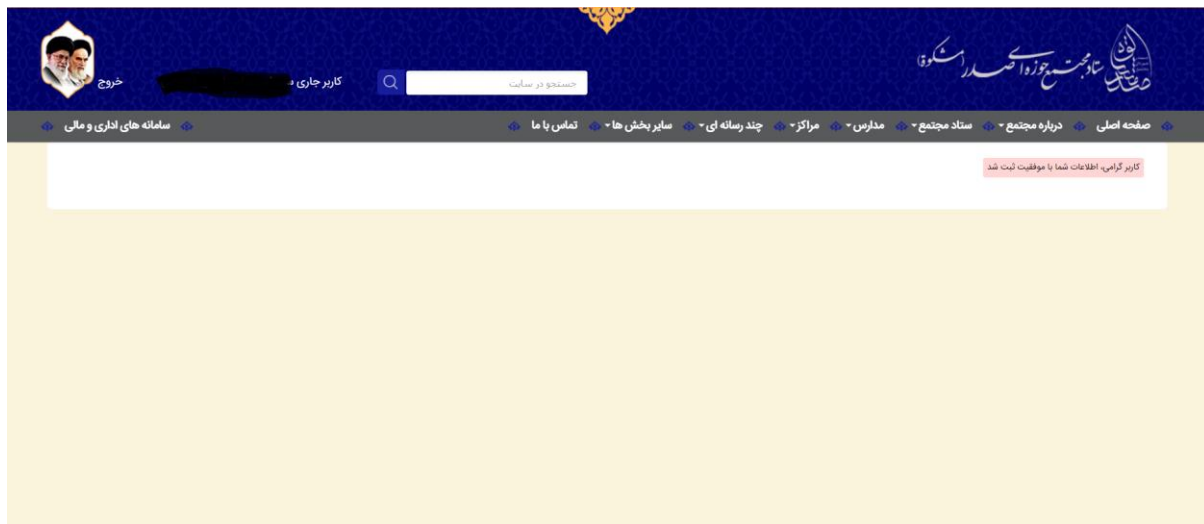 ستاد مجتمع حوزه ای صدرا (مشکوة)
جستجو در سایت
کاربر جاری
خروج
صفحه اصلی درباره مجتمع ستاد مجتمع مدارس مراکز چند رسانه ای سایر بخش ها تماس با ما سامانه های اداری و مالی
کاربر گرامی، اطلاعات شما با موفقیت ثبت شد